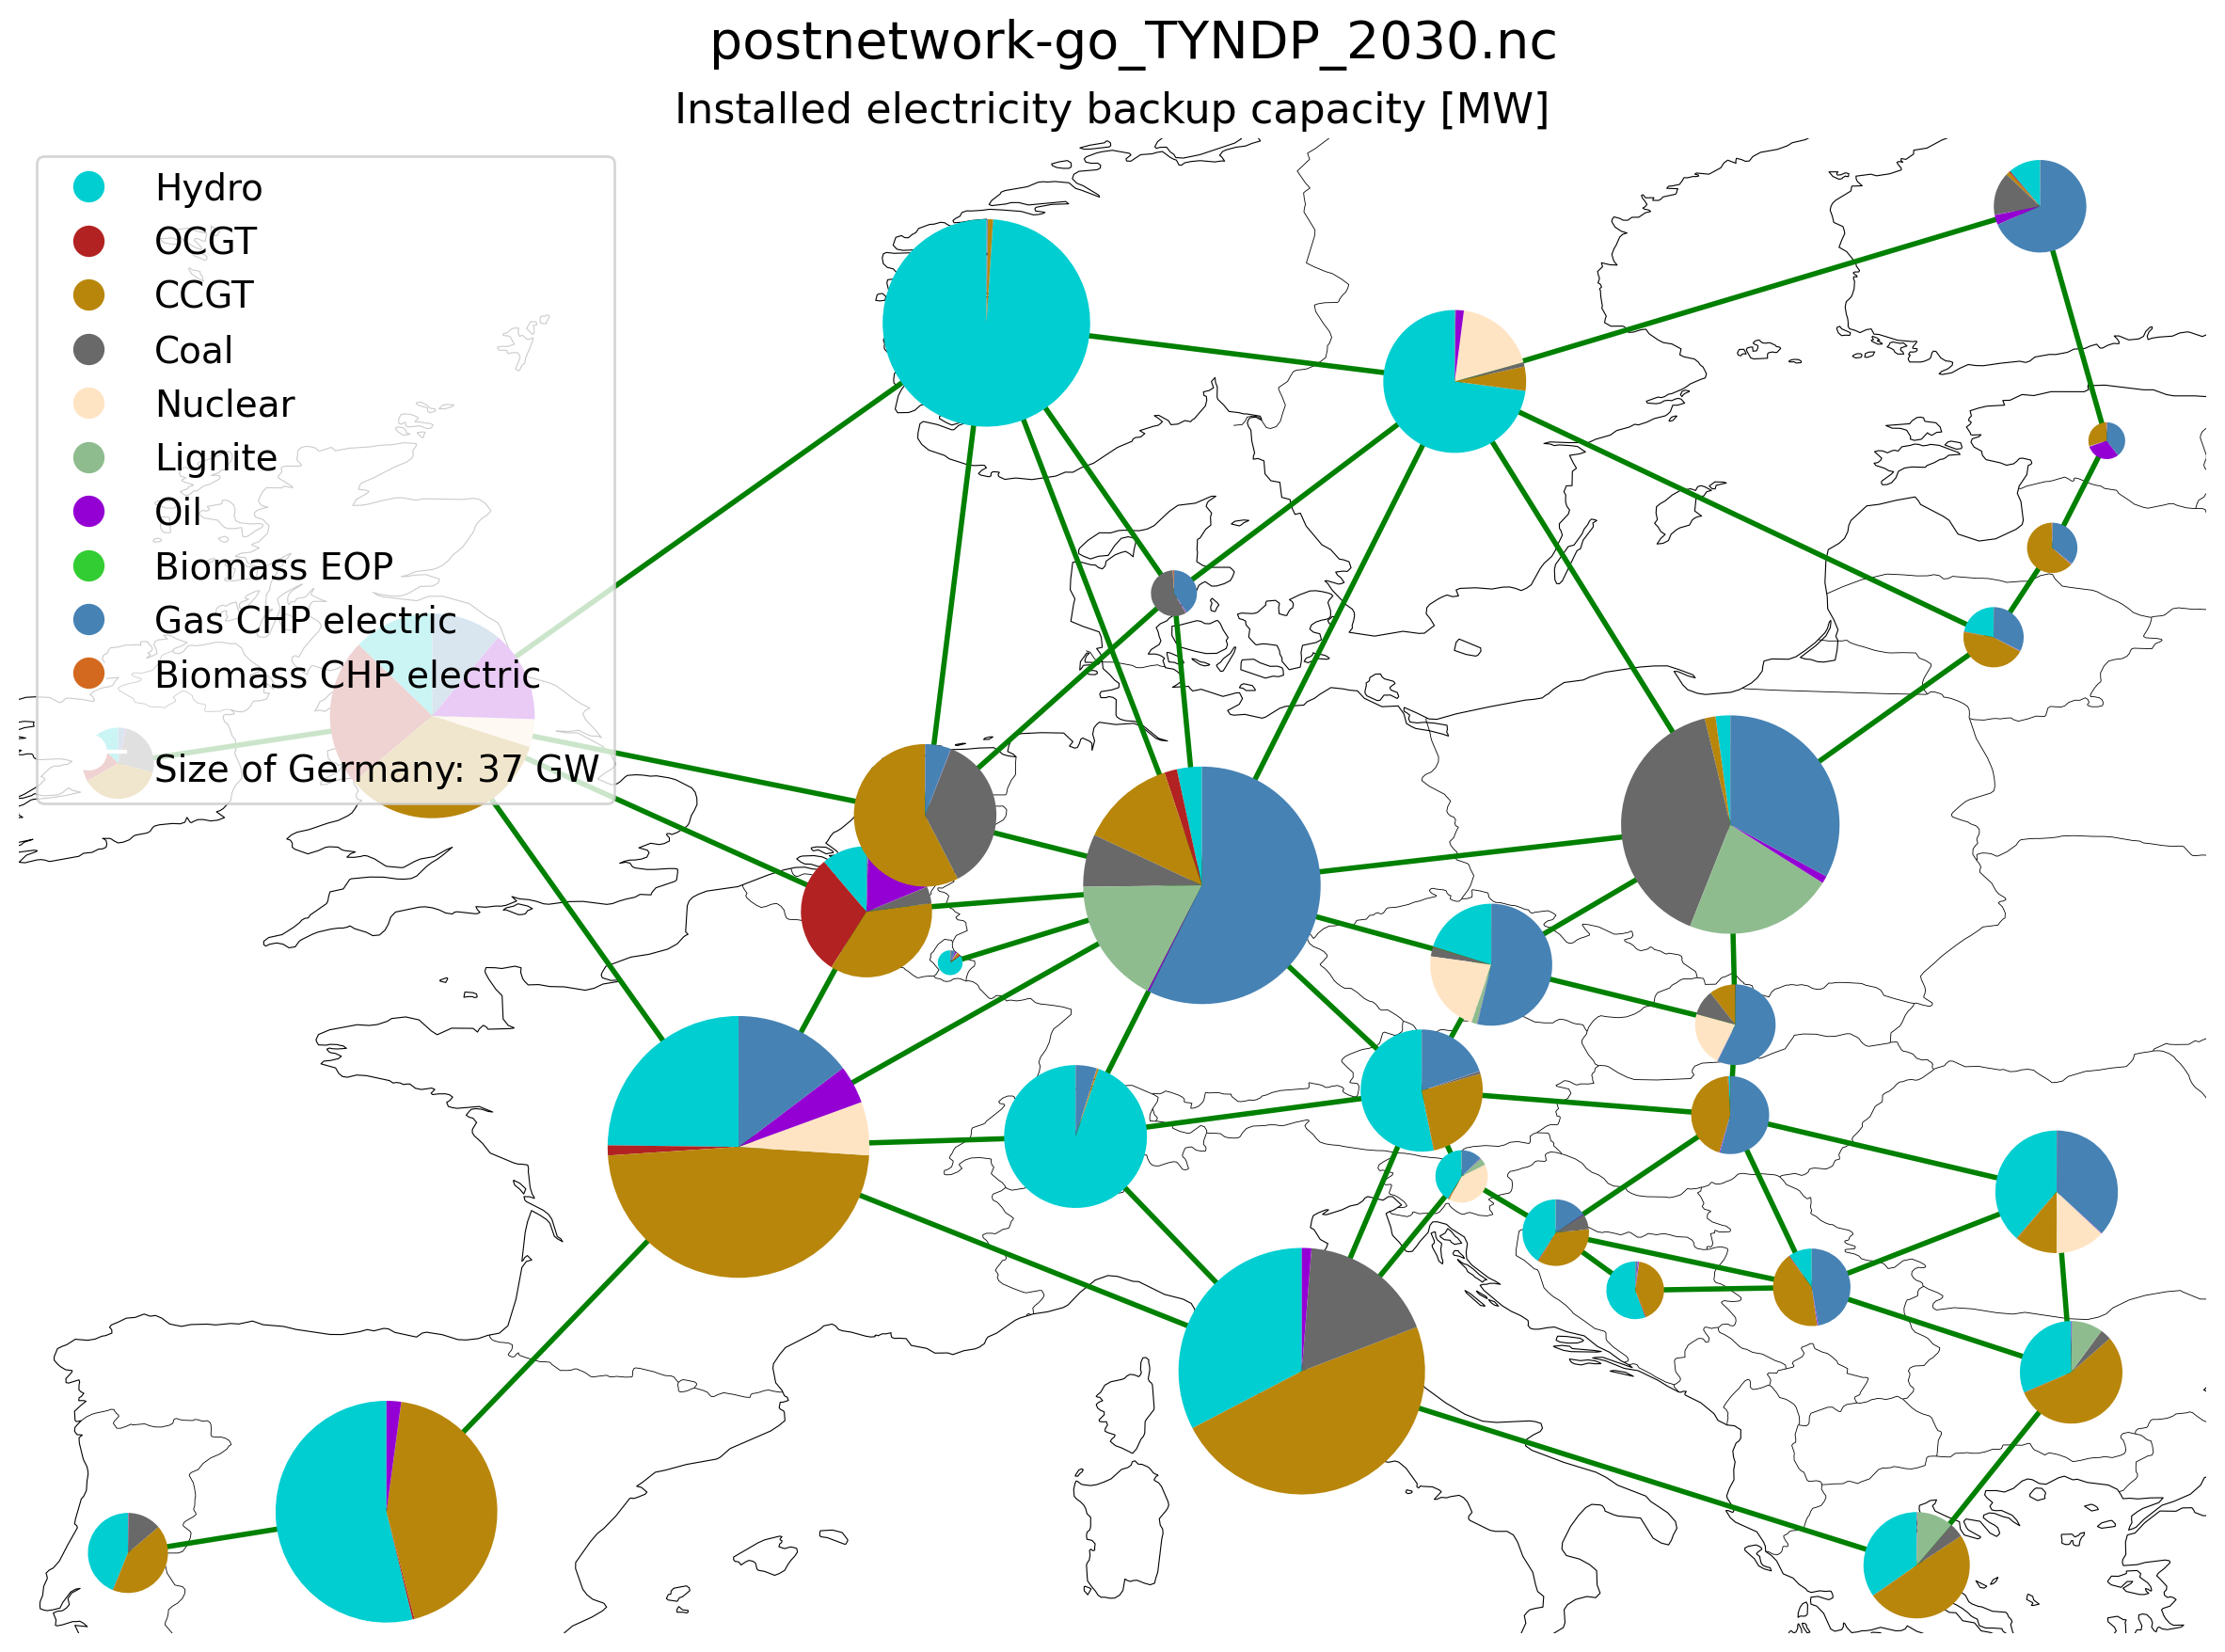 postnetwork-go_TYNDP_2030.nc
Installed electricity backup capacity [MW]
Hydro
OCGT
CCGT
Coal
Nuclear
Lignite
Oil
Biomass EOP
Gas CHP electric
Biomass CHP electric
Size of Germany: 37 GW